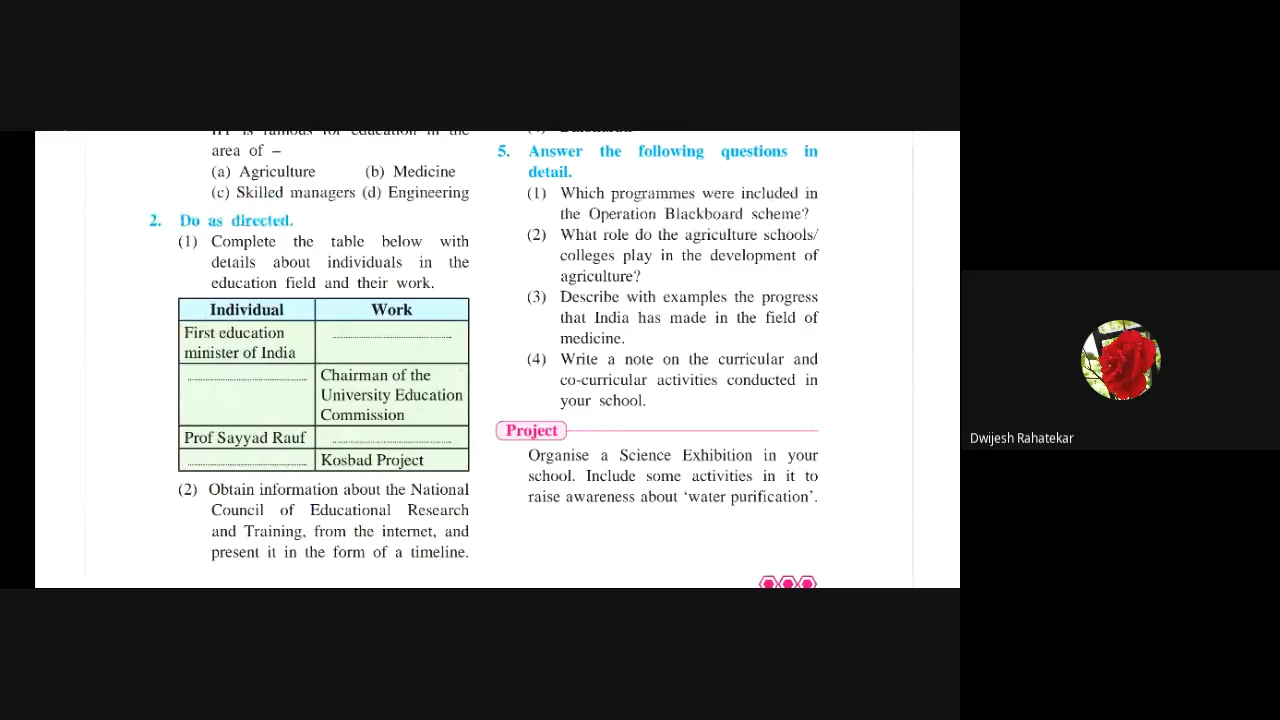 IIT is famous for education in the
area of –
(a) Agriculture (b) Medicine
(c) Skilled managers (d) Engineering
2. Do as directed.
(1) Complete the table below with
details about individuals in the
education field and their work.
Individual Work
First education
minister of India
Chairman of the
University Education
Commission
Prof Sayyad Rauf
Kosbad Project
(2) Obtain information about the National
Council of Educational Research
and Training, from the internet, and
present it in the form of a timeline.
5. Answer the following questions in
detail.
(1) Which programmes were included in
the Operation Blackboard scheme?
(2) What role do the agriculture schools/
colleges play in the development of
agriculture?
(3) Describe with examples the progress
that India has made in the field of
medicine.
(4) Write a note on the curricular and
co-curricular activities conducted in
your school.
Project
Organise a Science Exhibition in your
school. Include some activities in it to
raise awareness about ‘water purification’.
Dwijesh Rahatekar